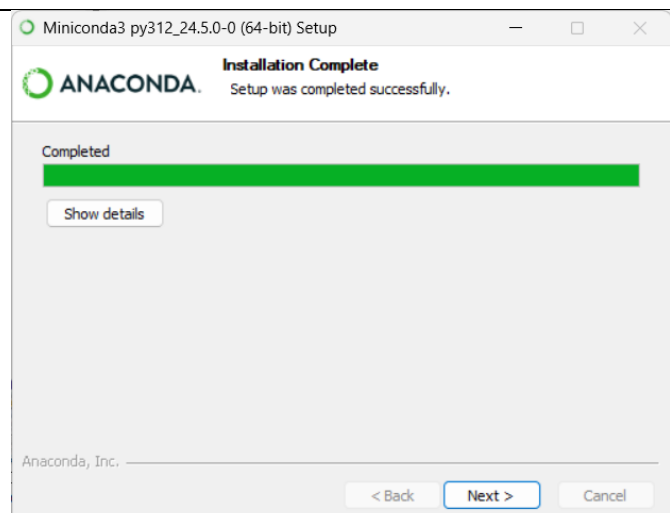 Miniconda3 py312_24.5.0-0 (64-bit) Setup
ANACONDA.
Installation Complete
Setup was completed successfully.
Completed
Show details
Anaconda, Inc.
< Back
Next >
Cancel